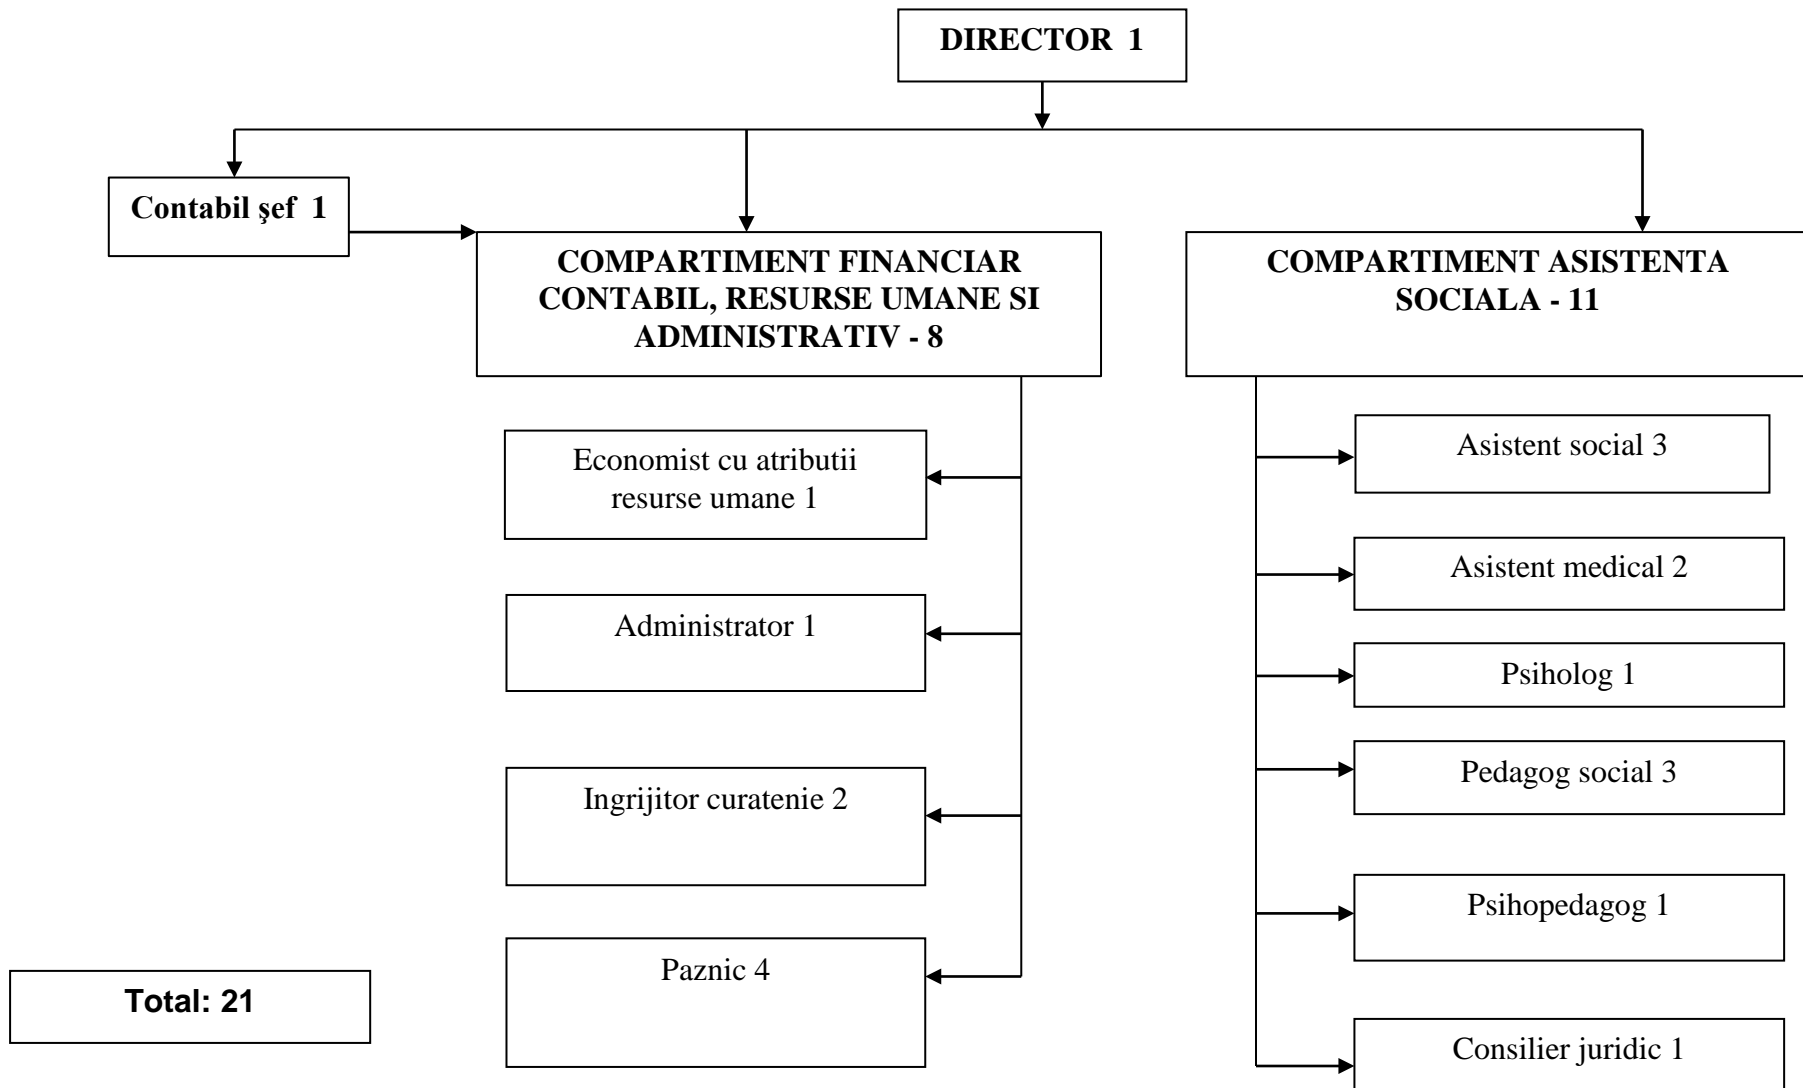 DIRECTOR 1
Contabil şef 1
COMPARTIMENT FINANCIAR
CONTABIL, RESURSE UMANE SI
ADMINISTRATIV - 8
COMPARTIMENT ASISTENTA
SOCIALA - 11
Economist cu atributii
resurse umane 1
Administrator 1
Ingrijitor curatenie 2
Paznic 4
Asistent social 3
Asistent medical 2
Psiholog 1
Pedagog social 3
Psihopedagog 1
Consilier juridic 1
Total: 21